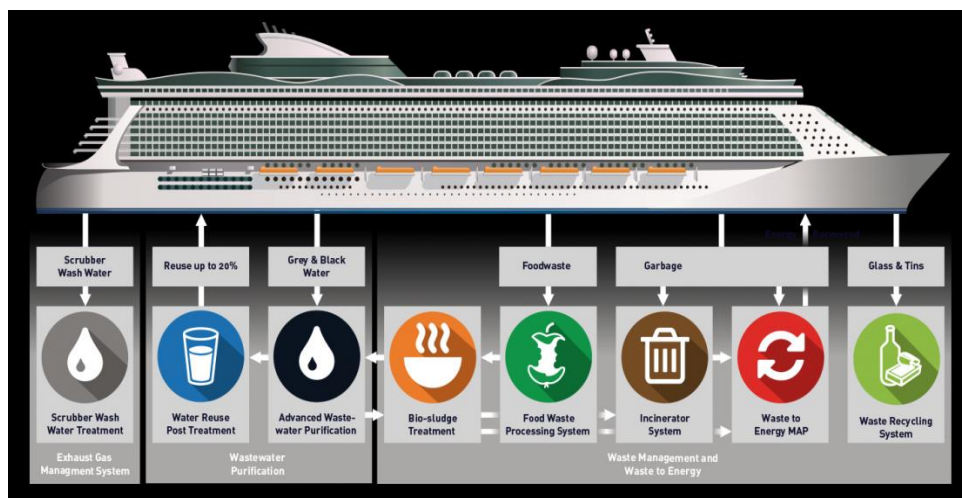 Energy Recovered
Scrubber
Wash Water
Reuse up to 20%
Grey & Black
Water
Foodwaste
Garbage
Glass & Tins
Scrubber Wash
Water Treatment
Water Reuse
Post Treatment
Advanced Waste-
water Purification
Bio-sludge
Treatment
Food Waste
Processing System
Incinerator
System
Waste to
Energy MAP
Waste Recycling
System
Exhaust Gas
Managment System
Wastewater
Purification
Waste Management and
Waste to Energy